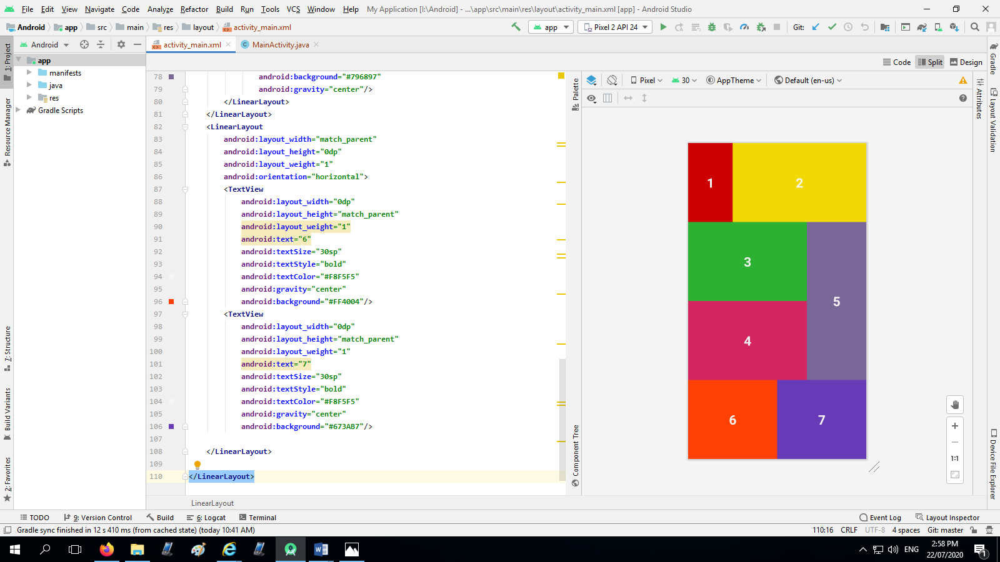 File Edit View Navigate Code Analyze Refactor Build Run Tools VCS Window Help My Application [I:\Android] - ...\app\src\main\res\layout\activity_main.xml [app] - Android Studio
Android app src main res layout activity_main.xml app Pixel 2 API 24 Git:
Android activity_main.xml MainActivity.java
Code Split Design
app
manifests
java
res
Gradle Scripts
1: Project
Resource Manager
7: Structure
Build Variants
2: Favorites
78 android:background="#796897"
79 android:gravity="center"/>
80 </LinearLayout>
81 </LinearLayout>
82 <LinearLayout
83 android:layout_width="match_parent"
84 android:layout_height="0dp"
85 android:layout_weight="1"
86 android:orientation="horizontal">
87 <TextView
88 android:layout_width="0dp"
89 android:layout_height="match_parent"
90 android:layout_weight="1"
91 android:text="6"
92 android:textSize="30sp"
93 android:textStyle="bold"
94 android:textColor="#F8F5F5"
95 android:gravity="center"
96 android:background="#FF4004"/>
97 <TextView
98 android:layout_width="0dp"
99 android:layout_height="match_parent"
100 android:layout_weight="1"
101 android:text="7"
102 android:textSize="30sp"
103 android:textStyle="bold"
104 android:textColor="#F8F5F5"
105 android:gravity="center"
106 android:background="#673AB7"/>
107
108 </LinearLayout>
109
110 </LinearLayout>
LinearLayout
Palette
Component Tree
Pixel 30 AppTheme Default (en-us)
1 2
3
5
4
6 7
1:1
Attributes
Gradle
Layout Validation
Device File Explorer
TODO 9: Version Control Build 6: Logcat Terminal Event Log Layout Inspector
Gradle sync finished in 12 s 410 ms (from cached state) (today 10:41 AM) 110:16 CRLF UTF-8 4 spaces Git: master
ENG 2:58 PM
22/07/2020
1